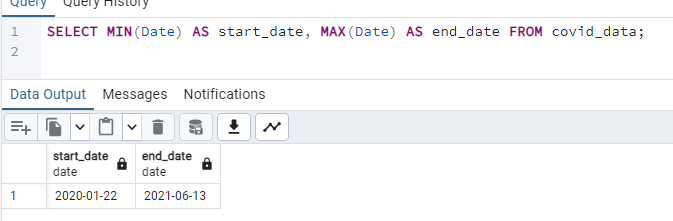 Query Query History
1 SELECT MIN(Date) AS start_date, MAX(Date) AS end_date FROM covid_data;
2
Data Output Messages Notifications
start_date end_date
date date
1 2020-01-22 2021-06-13